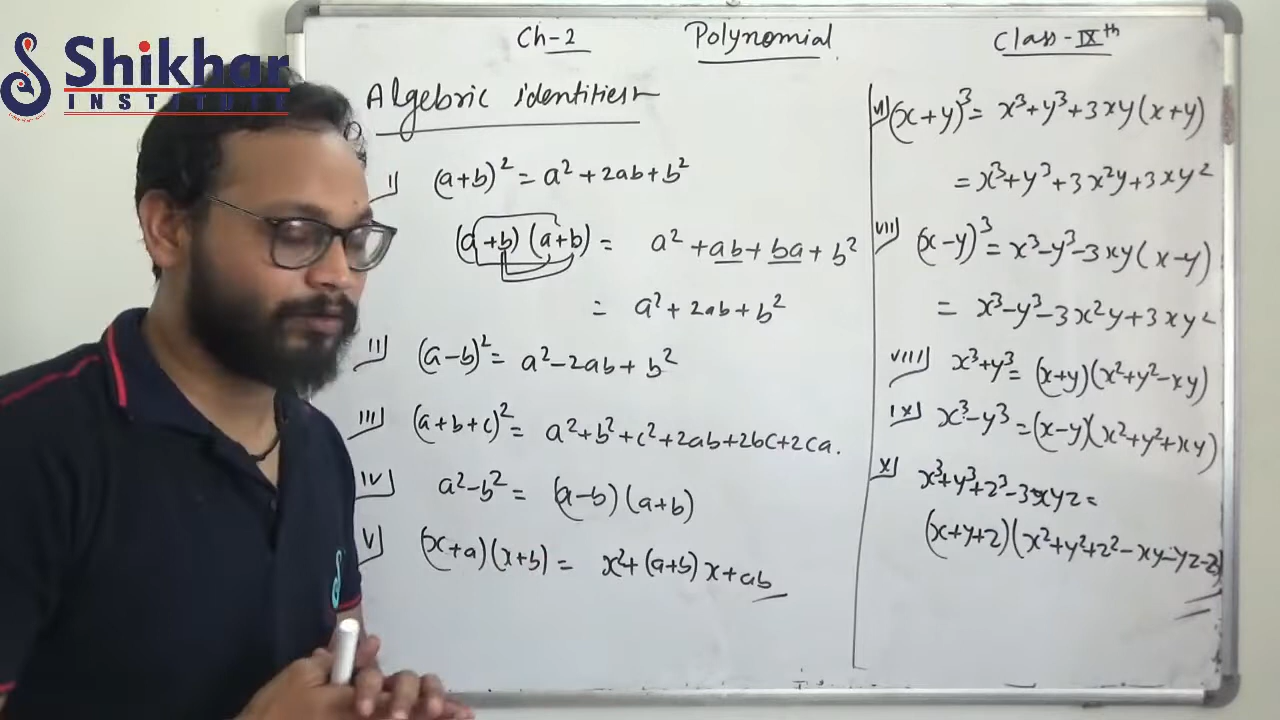 Shikhar
INSTITUTE
Ch-2 Polynomial Class-IXth
Algebric identities
I) (a+b)² = a² + 2ab + b²
(a+b) (a+b) = a² + ab + ba + b²
= a² + 2ab + b²
II) (a-b)² = a² - 2ab + b²
III) (a+b+c)² = a² + b² + c² + 2ab + 2bc + 2ca.
IV) a² - b² = (a-b) (a+b)
V) (x+a) (x+b) = x² + (a+b) x + ab
VI) (x+y)³ = x³ + y³ + 3xy (x+y)
= x³ + y³ + 3x²y + 3xy²
VII) (x-y)³ = x³ - y³ - 3xy (x-y)
= x³ - y³ - 3x²y + 3xy²
VIII) x³ + y³ = (x+y) (x² + y² - xy)
IX) x³ - y³ = (x-y) (x² + y² + xy)
X) x³ + y³ + z³ - 3xyz =
(x+y+z) (x² + y² + z² - xy - yz - z